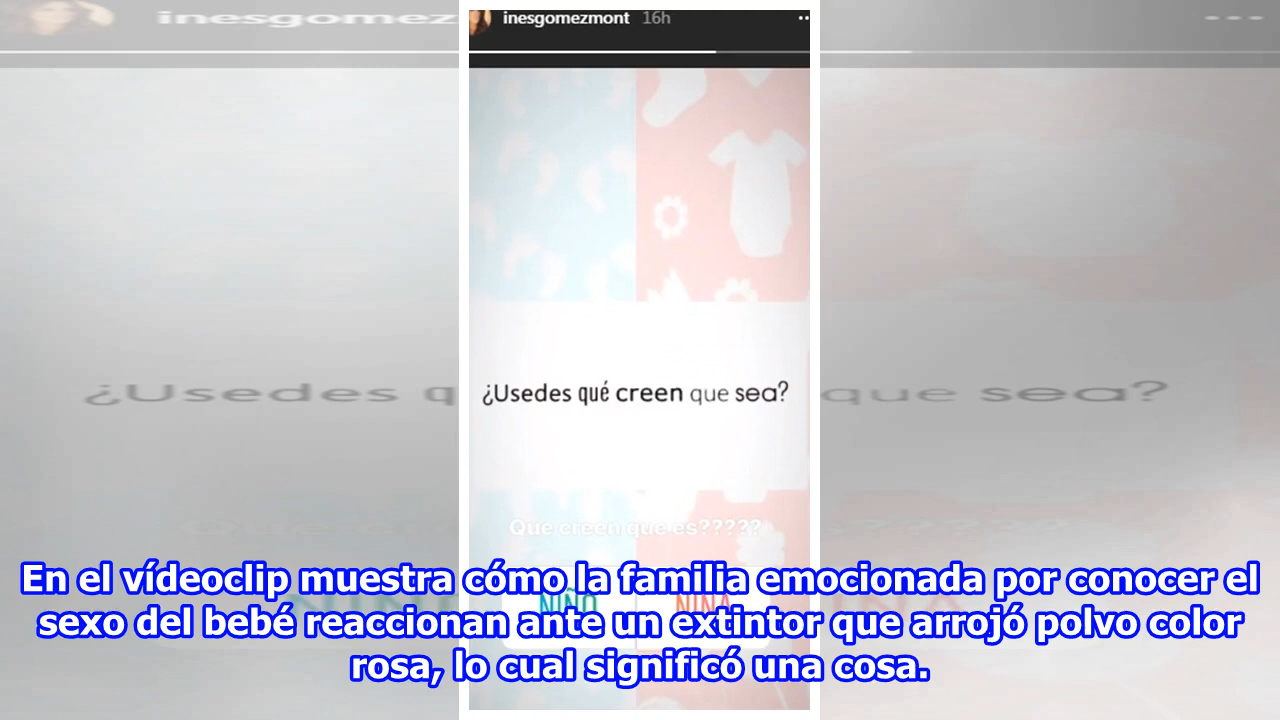 inesgomezmont 16h
¿Usedes qué creen que sea?
Que creen que es?????
NIÑO NIÑA
En el vídeoclip muestra cómo la familia emocionada por conocer el
sexo del bebé reaccionan ante un extintor que arrojó polvo color
rosa, lo cual significó una cosa.